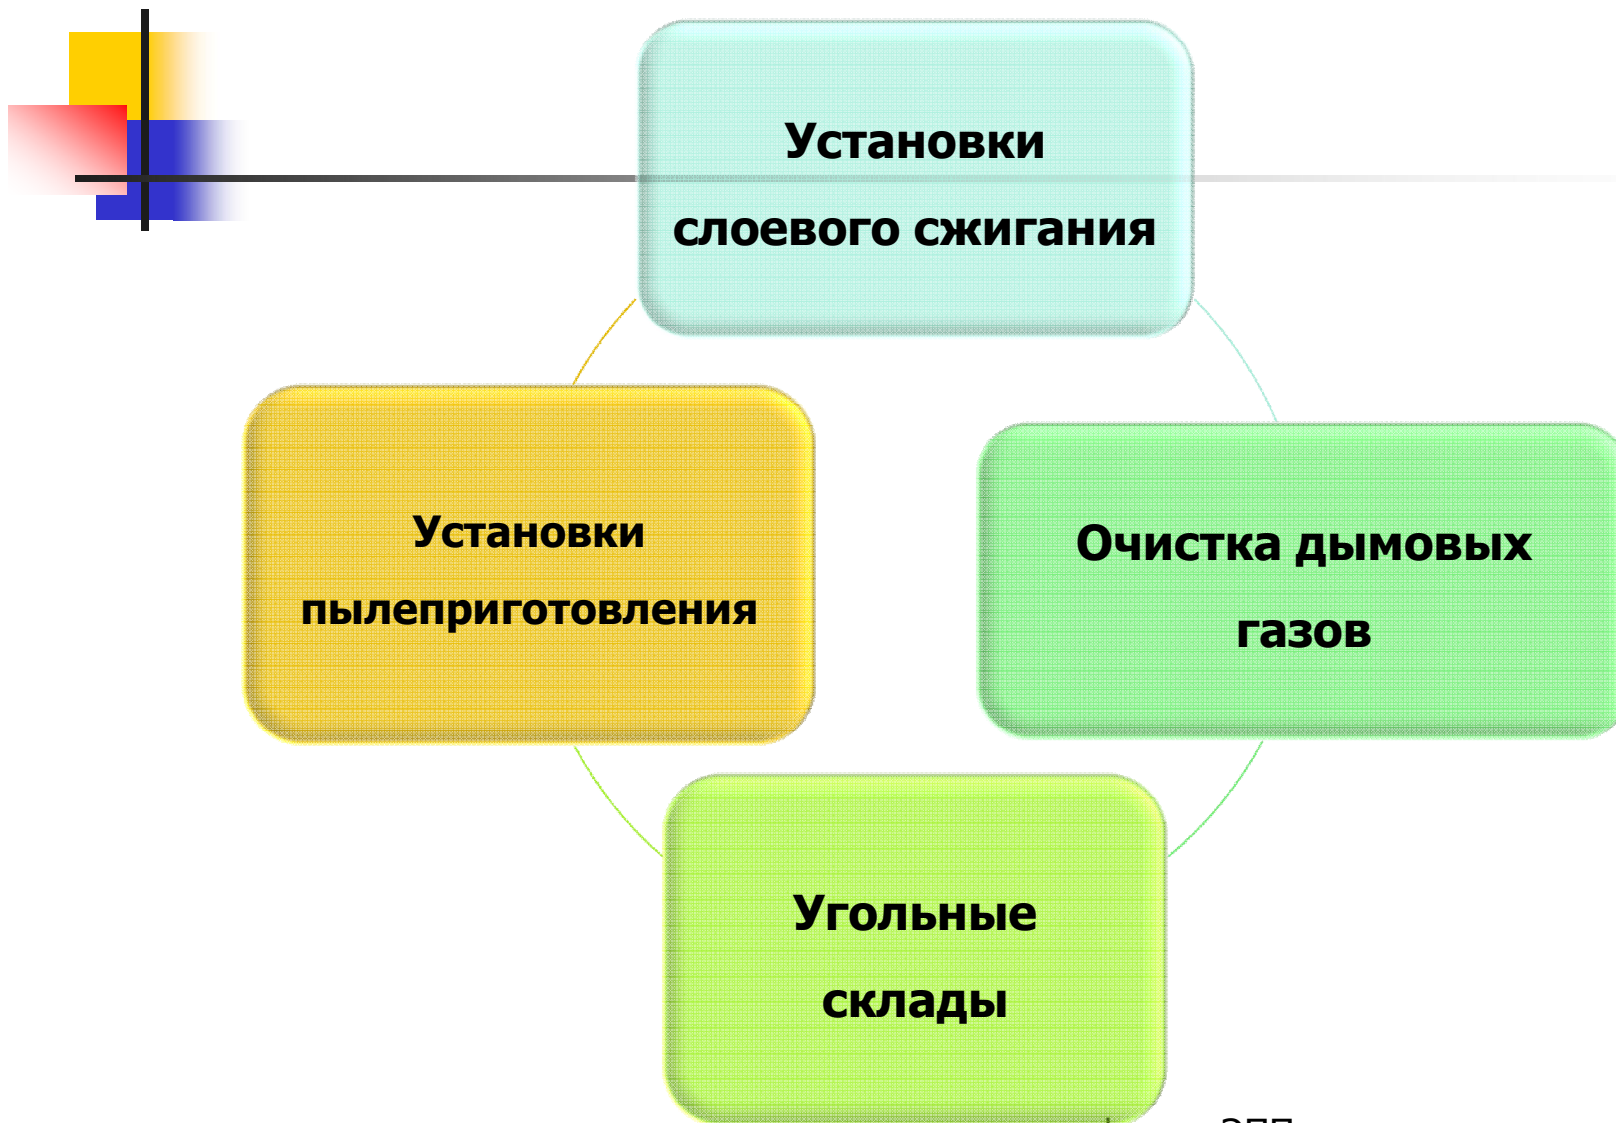 Установки
слоевого сжигания
Установки
пылеприготовления
Очистка дымовых
газов
Угольные
склады